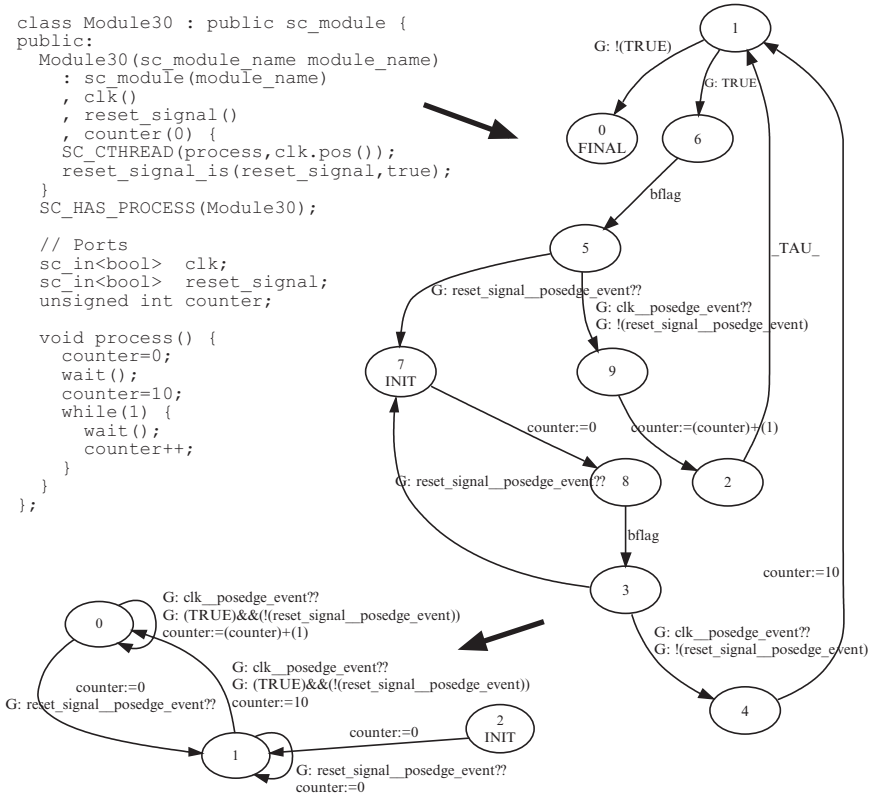 class Module30 : public sc_module {
public:
  Module30(sc_module_name module_name)
    : sc_module(module_name)
    , clk()
    , reset_signal()
    , counter(0) {
    SC_CTHREAD(process,clk.pos());
    reset_signal_is(reset_signal,true);
  }
  SC_HAS_PROCESS(Module30);

  // Ports
  sc_in<bool>  clk;
  sc_in<bool>  reset_signal;
  unsigned int counter;

  void process() {
    counter=0;
    wait();
    counter=10;
    while(1) {
      wait();
      counter++;
    }
  }
};
1
G: !(TRUE)
G: TRUE
0
FINAL
6
bflag
5
_TAU_
G: reset_signal__posedge_event??
G: clk__posedge_event??
G: !(reset_signal__posedge_event)
7
INIT
9
counter:=0
counter:=(counter)+(1)
G: reset_signal__posedge_event??
8
2
bflag
counter:=10
3
G: clk__posedge_event??
G: !(reset_signal__posedge_event)
4
0
G: clk__posedge_event??
G: (TRUE)&&(!(reset_signal__posedge_event))
counter:=(counter)+(1)
counter:=0
G: reset_signal__posedge_event??
G: clk__posedge_event??
G: (TRUE)&&(!(reset_signal__posedge_event))
counter:=10
2
INIT
counter:=0
1
G: reset_signal__posedge_event??
counter:=0